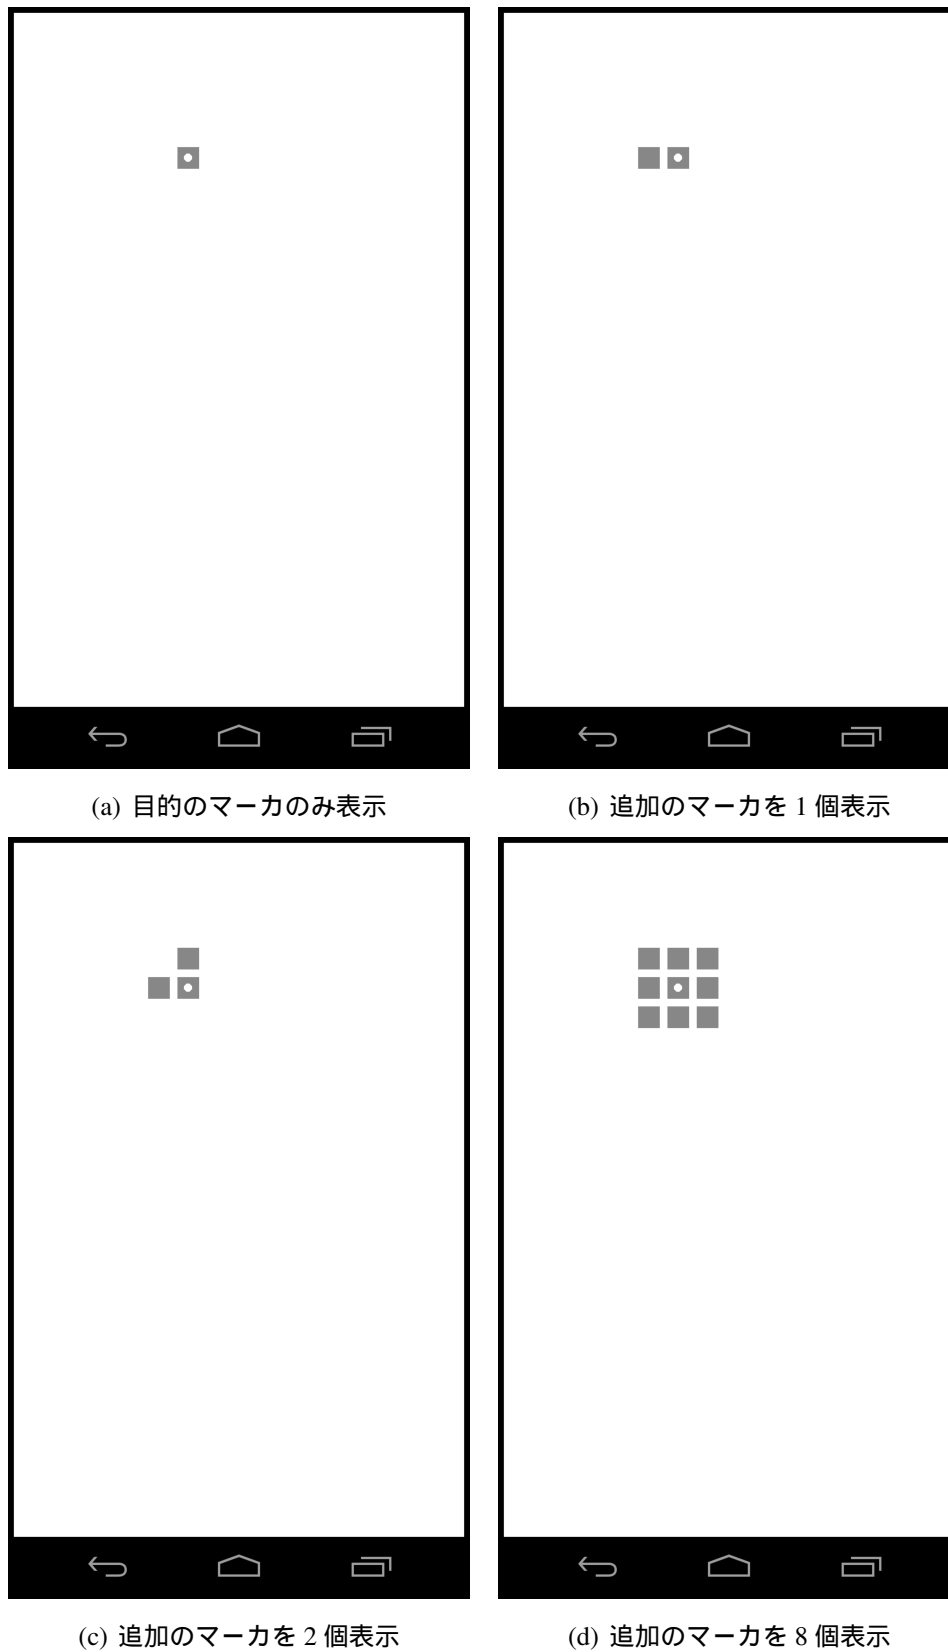 (a) 目的のマーカのみ表示
(b) 追加のマーカを 1 個表示
(c) 追加のマーカを 2 個表示
(d) 追加のマーカを 8 個表示